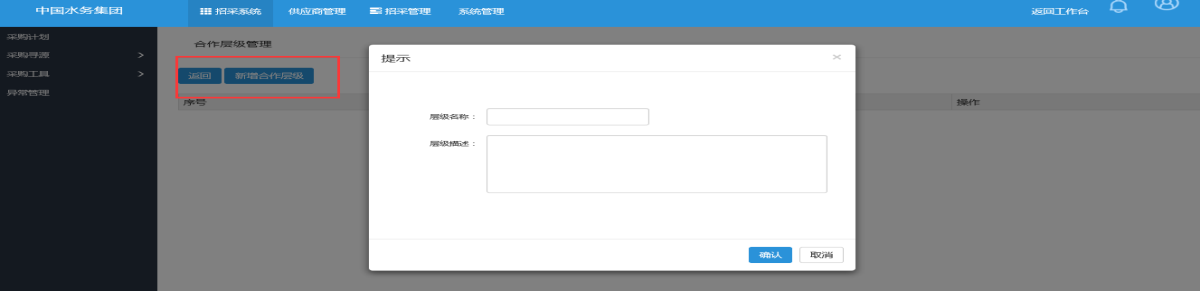 中国水务集团 招采系统 供应商管理 招采管理 系统管理 返回工作台
采购计划
采购寻源 >
采购工具 >
异常管理
合作层级管理
返回 新增合作层级
序号 操作
提示 ×
层级名称：
层级描述：
确认 取消